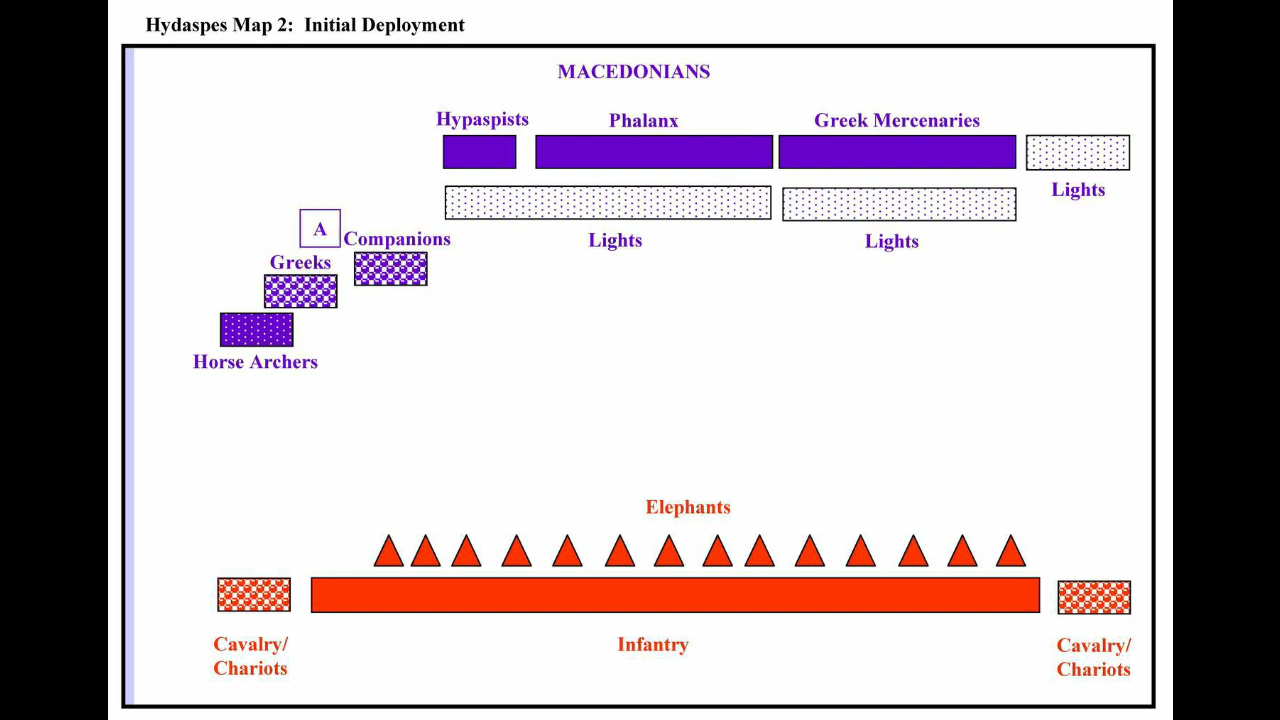 Hydaspes Map 2: Initial Deployment
MACEDONIANS
Hypaspists
Phalanx
Greek Mercenaries
Lights
A
Companions
Lights
Lights
Greeks
Horse Archers
Elephants
Cavalry/
Chariots
Infantry
Cavalry/
Chariots